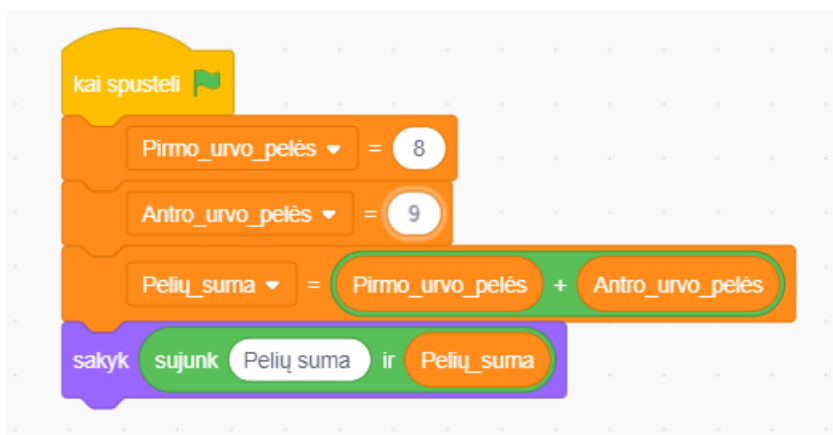 kai spusteli
Pirmo_urvo_pelės = 8
Antro_urvo_pelės = 9
Pelių_suma = Pirmo_urvo_pelės + Antro_urvo_pelės
sakyk sujunk Pelių suma ir Pelių_suma